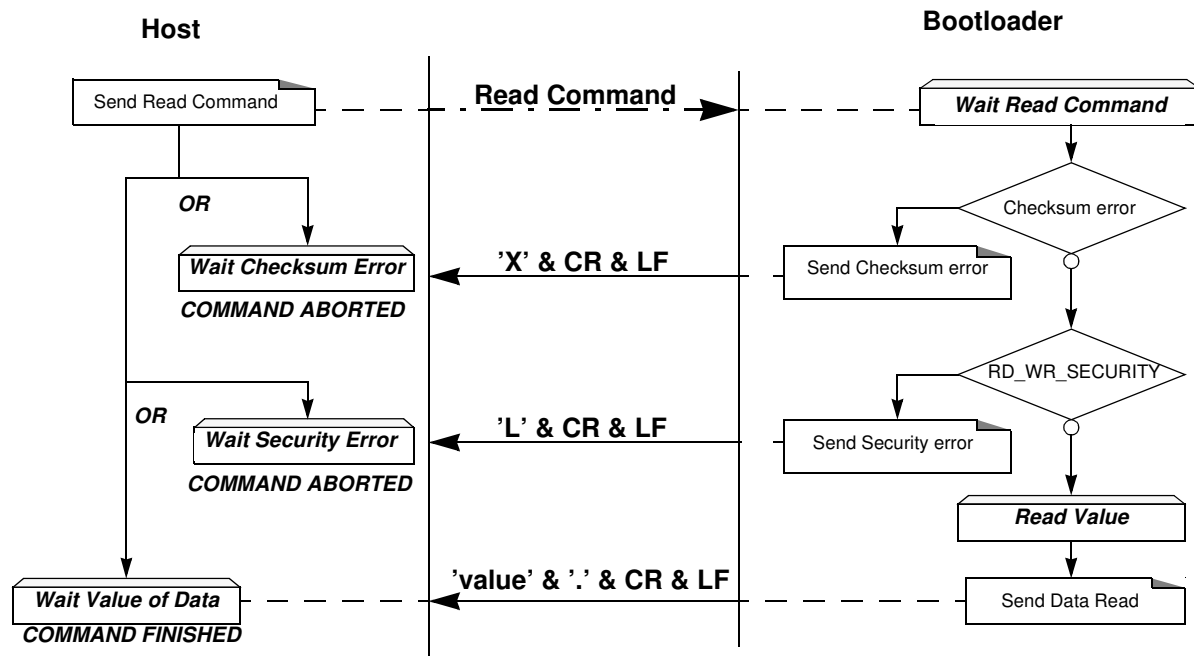 Host
Bootloader
Send Read Command
Read Command
Wait Read Command
OR
Checksum error
Wait Checksum Error
'X' & CR & LF
Send Checksum error
COMMAND ABORTED
RD_WR_SECURITY
OR
Wait Security Error
'L' & CR & LF
Send Security error
COMMAND ABORTED
Read Value
'value' & '.' & CR & LF
Wait Value of Data
Send Data Read
COMMAND FINISHED